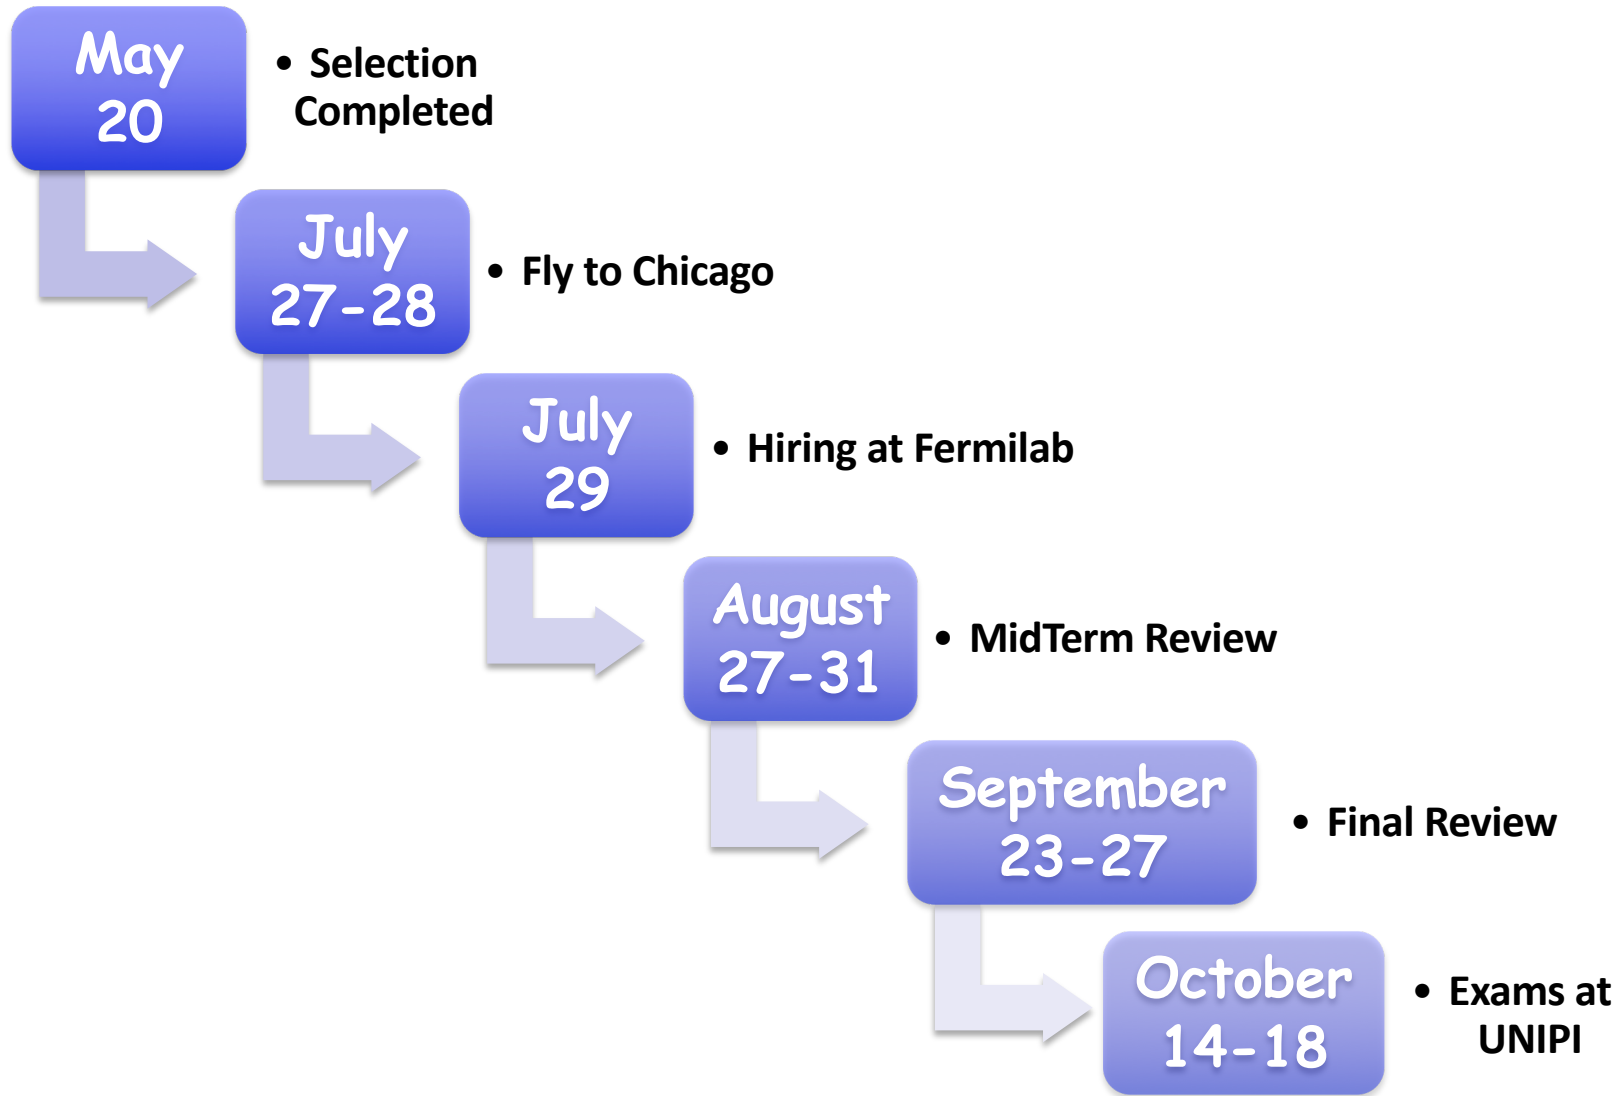 May
20
• Selection
Completed
July
27-28
• Fly to Chicago
July
29
• Hiring at Fermilab
August
27-31
• MidTerm Review
September
23-27
• Final Review
October
14-18
• Exams at
UNIPI